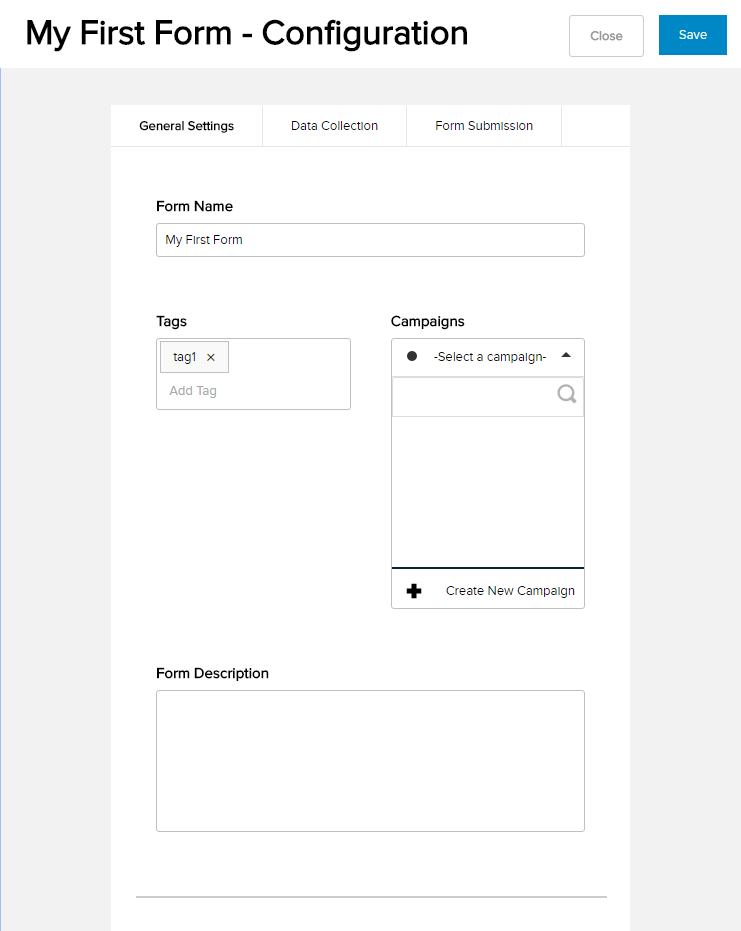 My First Form - Configuration
Close
Save
General Settings
Data Collection
Form Submission
Form Name
My First Form
Tags
Campaigns
tag1 ×
-Select a campaign-
Add Tag
Create New Campaign
Form Description